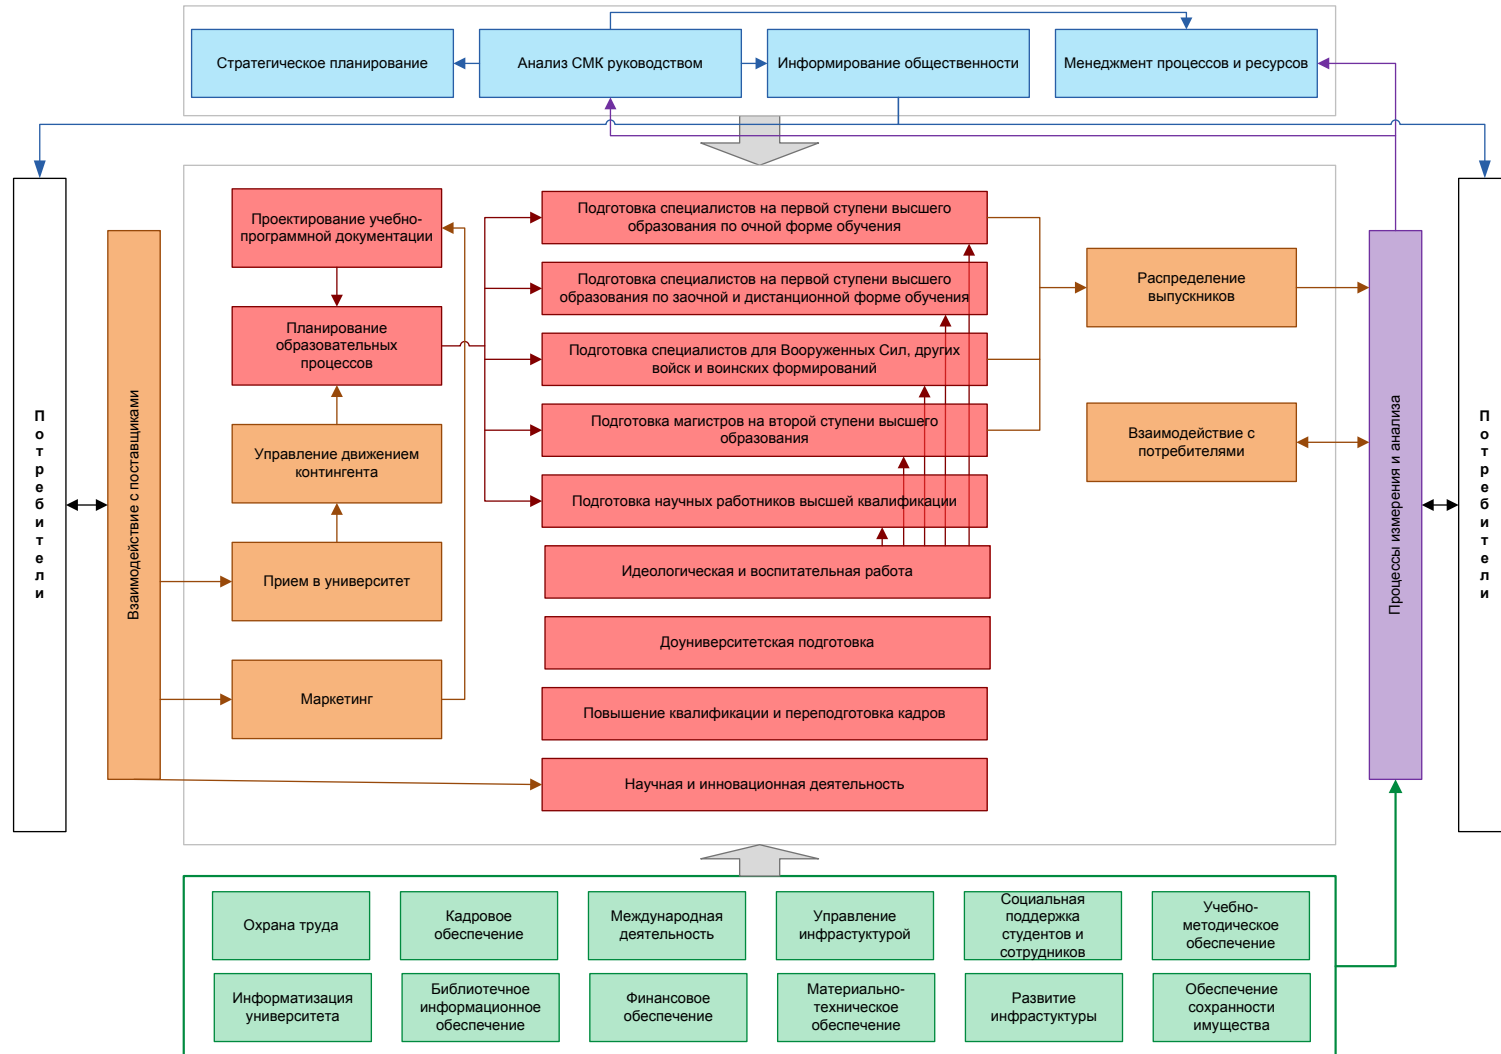 Стратегическое планирование
Анализ СМК руководством
Информирование общественности
Менеджмент процессов и ресурсов
Потребители
Взаимодействие с поставщиками
Проектирование учебно-
программной документации
Планирование
образовательных
процессов
Управление движением
контингента
Прием в университет
Маркетинг
Подготовка специалистов на первой ступени высшего
образования по очной форме обучения
Подготовка специалистов на первой ступени высшего
образования по заочной и дистанционной форме обучения
Подготовка специалистов для Вооруженных Сил, других
войск и воинских формирований
Подготовка магистров на второй ступени высшего
образования
Подготовка научных работников высшей квалификации
Идеологическая и воспитательная работа
Доуниверситетская подготовка
Повышение квалификации и переподготовка кадров
Научная и инновационная деятельность
Распределение
выпускников
Взаимодействие с
потребителями
Процессы измерения и анализа
Потребители
Охрана труда
Кадровое
обеспечение
Международная
деятельность
Управление
инфрастуктурой
Социальная
поддержка
студентов и
сотрудников
Учебно-
методическое
обеспечение
Информатизация
университета
Библиотечное
информационное
обеспечение
Финансовое
обеспечение
Материально-
техническое
обеспечение
Развитие
инфрастуктуры
Обеспечение
сохранности
имущества